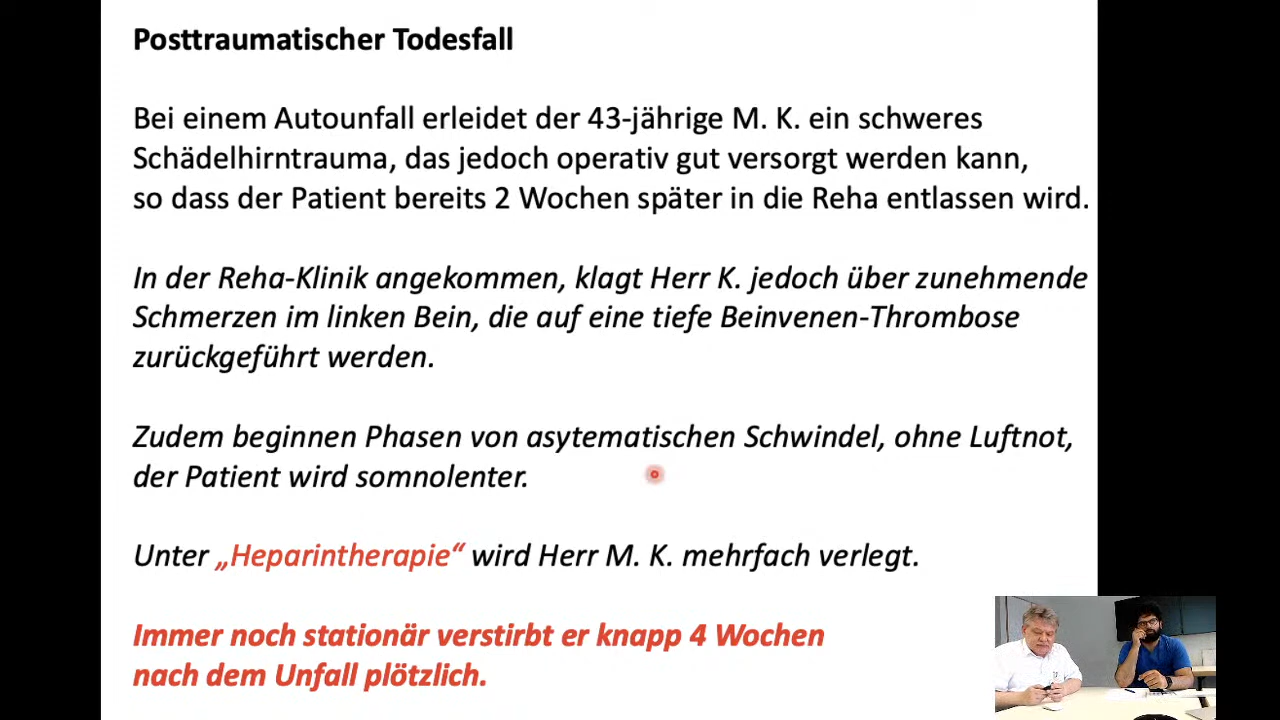 Posttraumatischer Todesfall
Bei einem Autounfall erleidet der 43-jährige M. K. ein schweres
Schädelhirntrauma, das jedoch operativ gut versorgt werden kann,
so dass der Patient bereits 2 Wochen später in die Reha entlassen wird.
In der Reha-Klinik angekommen, klagt Herr K. jedoch über zunehmende
Schmerzen im linken Bein, die auf eine tiefe Beinvenen-Thrombose
zurückgeführt werden.
Zudem beginnen Phasen von asytematischen Schwindel, ohne Luftnot,
der Patient wird somnolenter.
Unter „Heparintherapie“ wird Herr M. K. mehrfach verlegt.
Immer noch stationär verstirbt er knapp 4 Wochen
nach dem Unfall plötzlich.